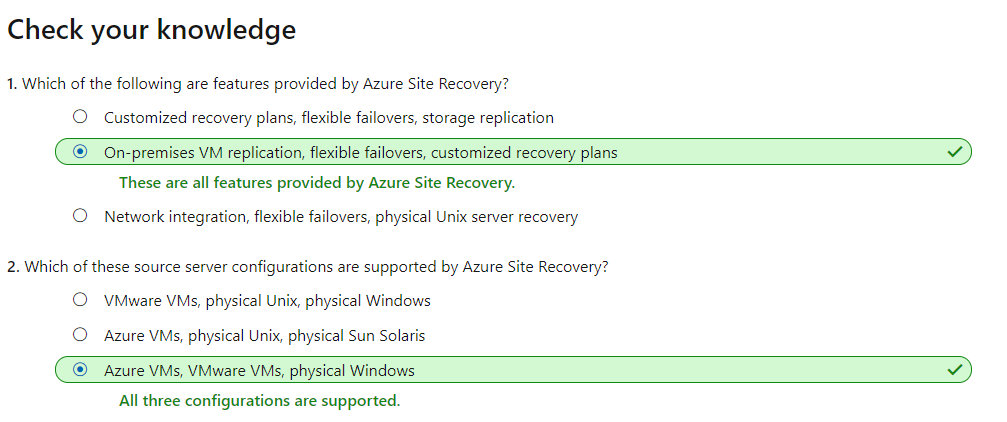 Check your knowledge
1. Which of the following are features provided by Azure Site Recovery?
Customized recovery plans, flexible failovers, storage replication
On-premises VM replication, flexible failovers, customized recovery plans
These are all features provided by Azure Site Recovery.
Network integration, flexible failovers, physical Unix server recovery
2. Which of these source server configurations are supported by Azure Site Recovery?
VMware VMs, physical Unix, physical Windows
Azure VMs, physical Unix, physical Sun Solaris
Azure VMs, VMware VMs, physical Windows
All three configurations are supported.